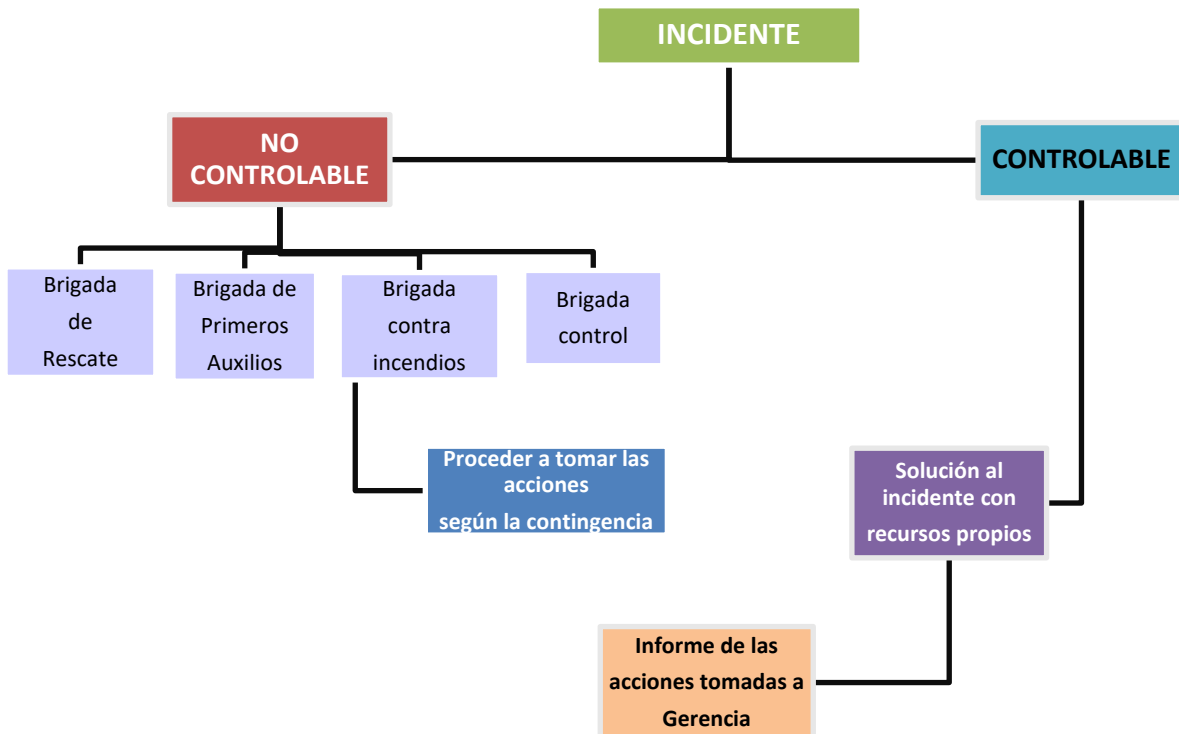 INCIDENTE
NO
CONTROLABLE
CONTROLABLE
Brigada
de
Rescate
Brigada de
Primeros
Auxilios
Brigada
contra
incendios
Brigada
control
Proceder a tomar las
acciones
según la contingencia
Solución al
incidente con
recursos propios
Informe de las
acciones tomadas a
Gerencia